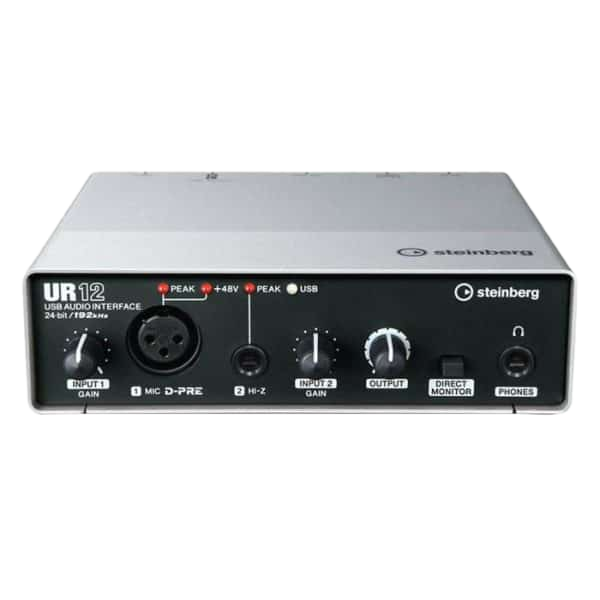 steinberg
UR12
USB AUDIO INTERFACE
24-bit/192kHz
PEAK +48V PEAK USB
steinberg
INPUT 1
GAIN
1 MIC D-PRE
2 HI-Z
INPUT 2
GAIN
OUTPUT
DIRECT
MONITOR
PHONES